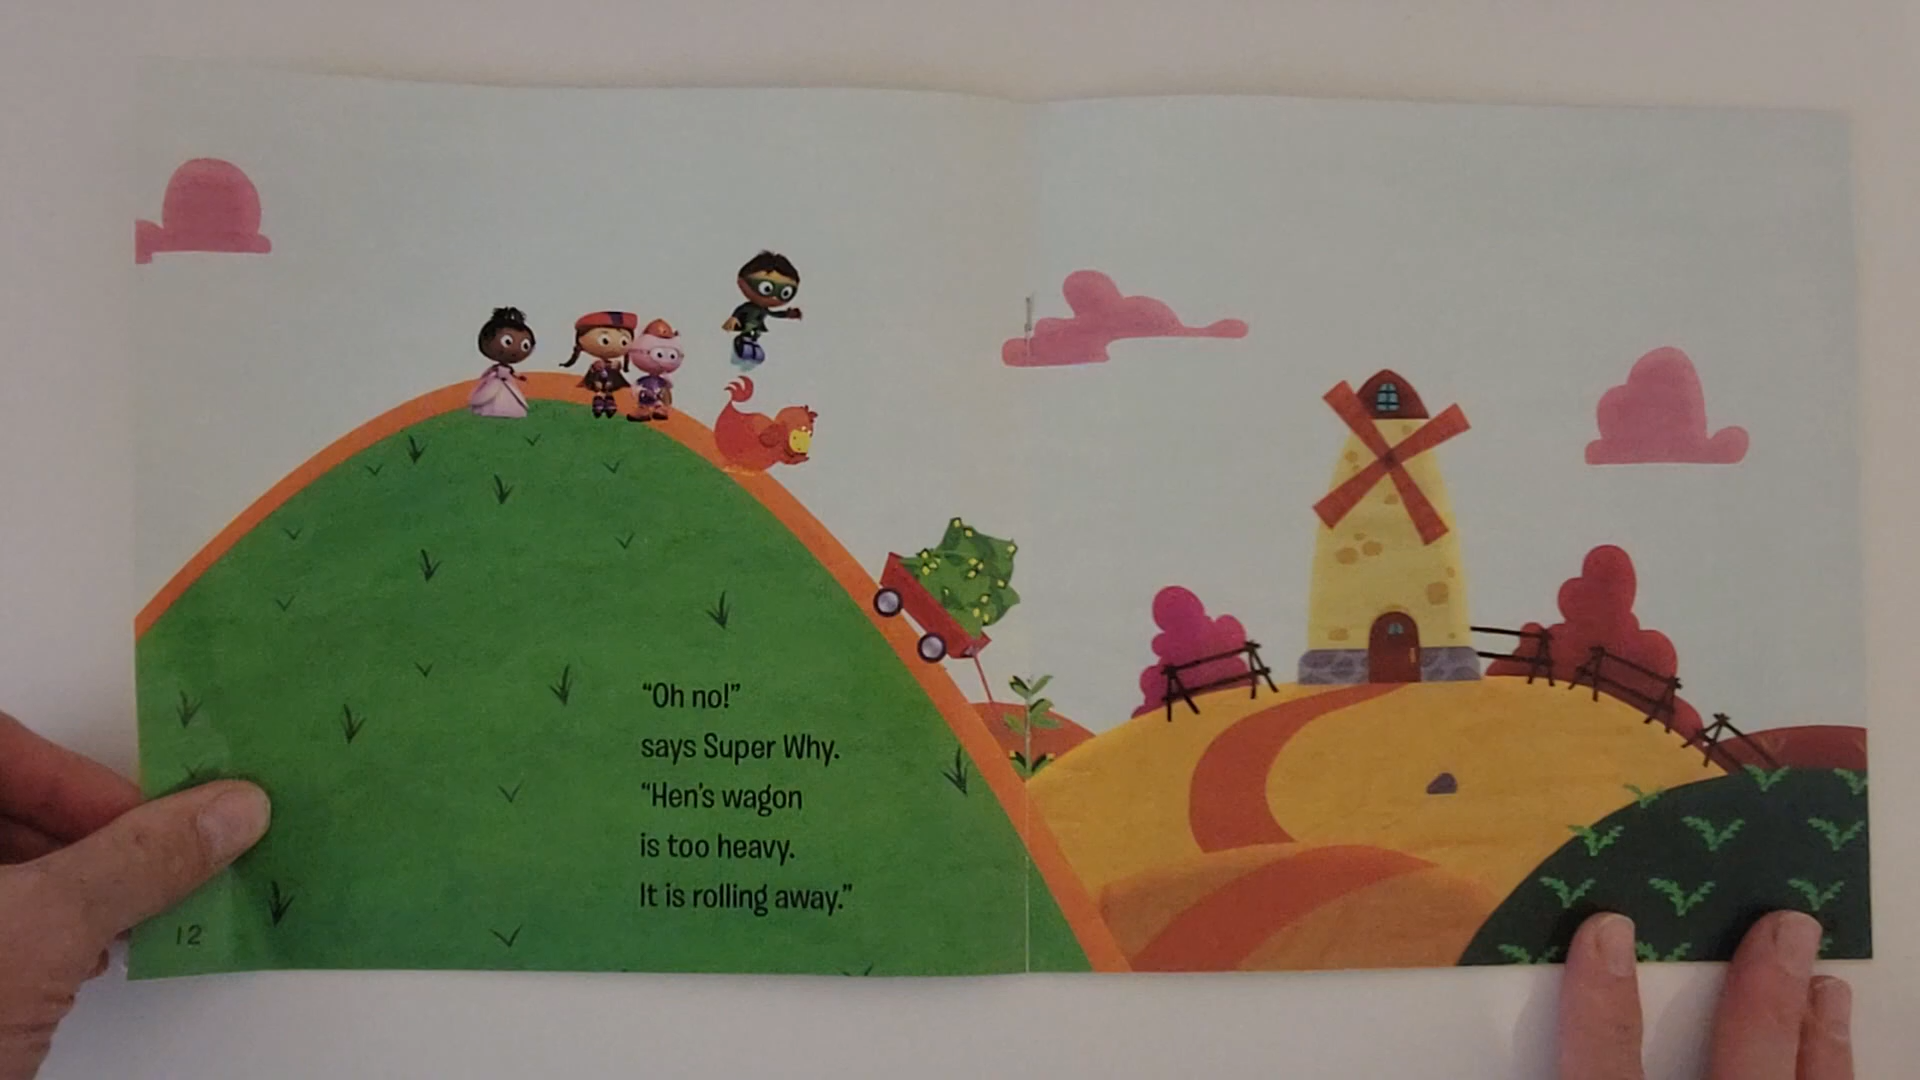 “Oh no!”
says Super Why.
“Hen’s wagon
is too heavy.
It is rolling away.”
12